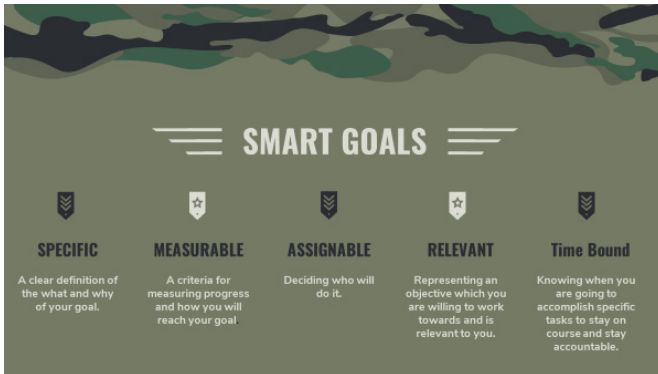 SMART GOALS
SPECIFIC
A clear definition of
the what and why
of your goal.
MEASURABLE
A criteria for
measuring progress
and how you will
reach your goal.
ASSIGNABLE
Deciding who will
do it.
RELEVANT
Representing an
objective which you
are willing to work
towards and is
relevant to you.
Time Bound
Knowing when you
are going to
accomplish specific
tasks to stay on
course and stay
accountable.